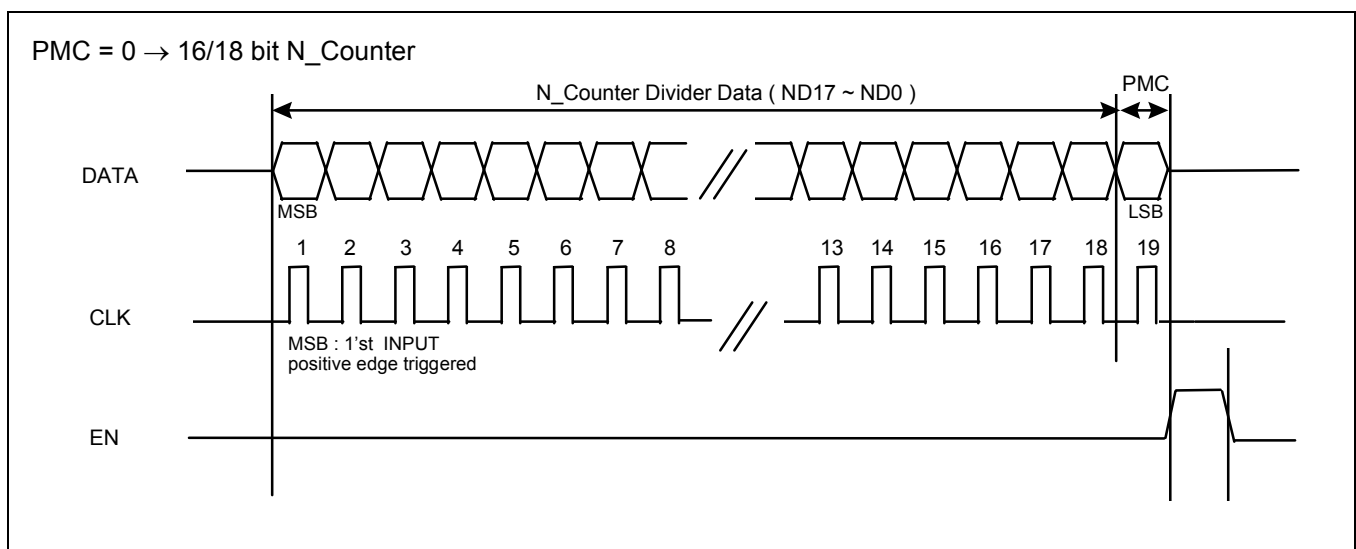 PMC = 0 → 16/18 bit N_Counter
N_Counter Divider Data ( ND17 ~ ND0 )
PMC
DATA
MSB
LSB
1 2 3 4 5 6 7 8 13 14 15 16 17 18 19
CLK
MSB : 1'st INPUT
positive edge triggered
EN